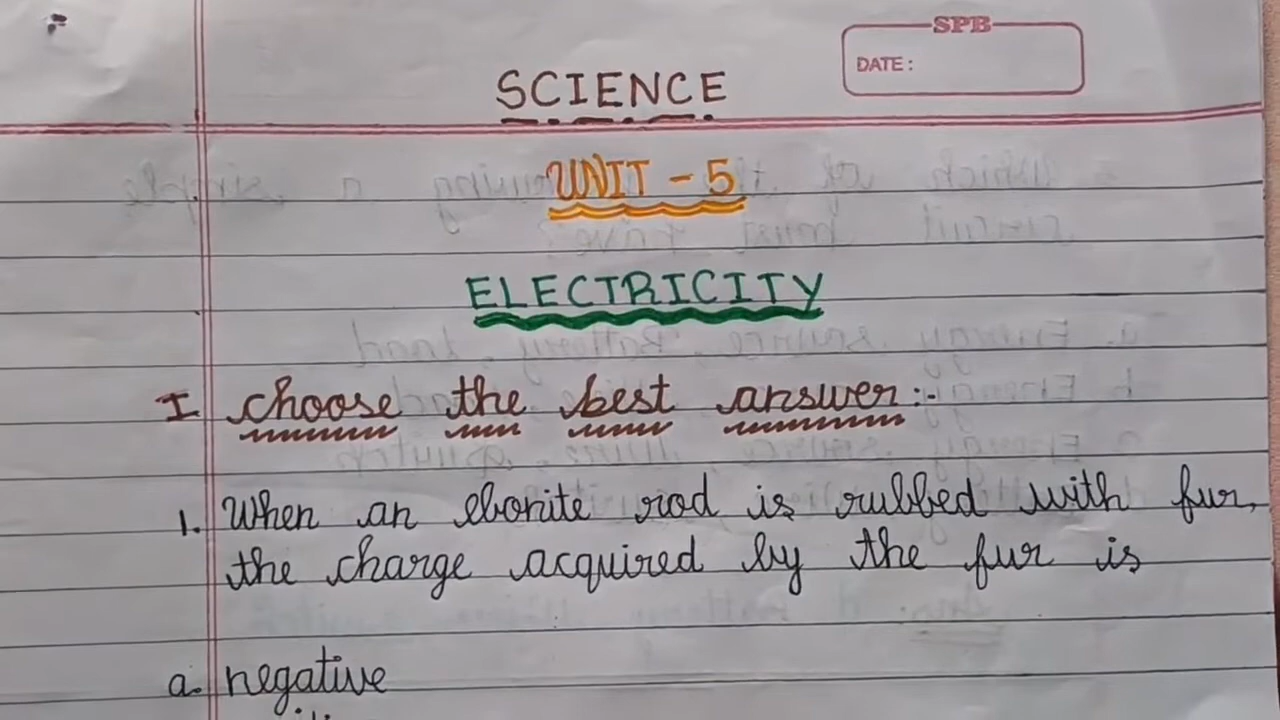 SPB
DATE :
SCIENCE
UNIT - 5
ELECTRICITY
I choose the best answer :-
1. When an ebonite rod is rubbed with fur,
the charge acquired by the fur is
a. negative